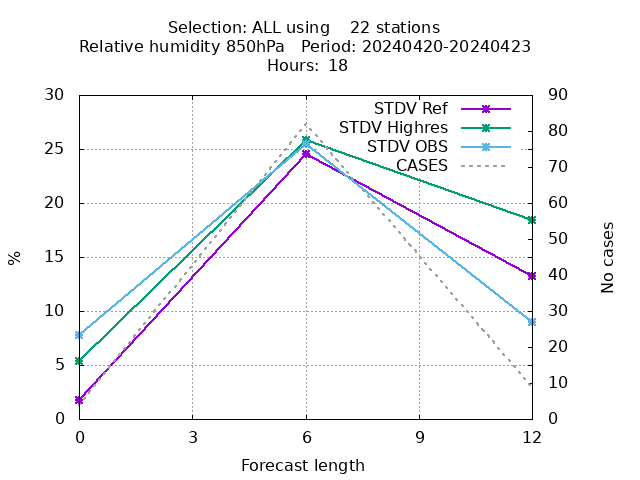 Selection: ALL using    22 stations
Relative humidity 850hPa   Period: 20240420-20240423
Hours:  18
30
25
20
15
10
5
0
%
90
80
70
60
50
40
30
20
10
0
No cases
STDV Ref
STDV Highres
STDV OBS
CASES
0 3 6 9 12
Forecast length